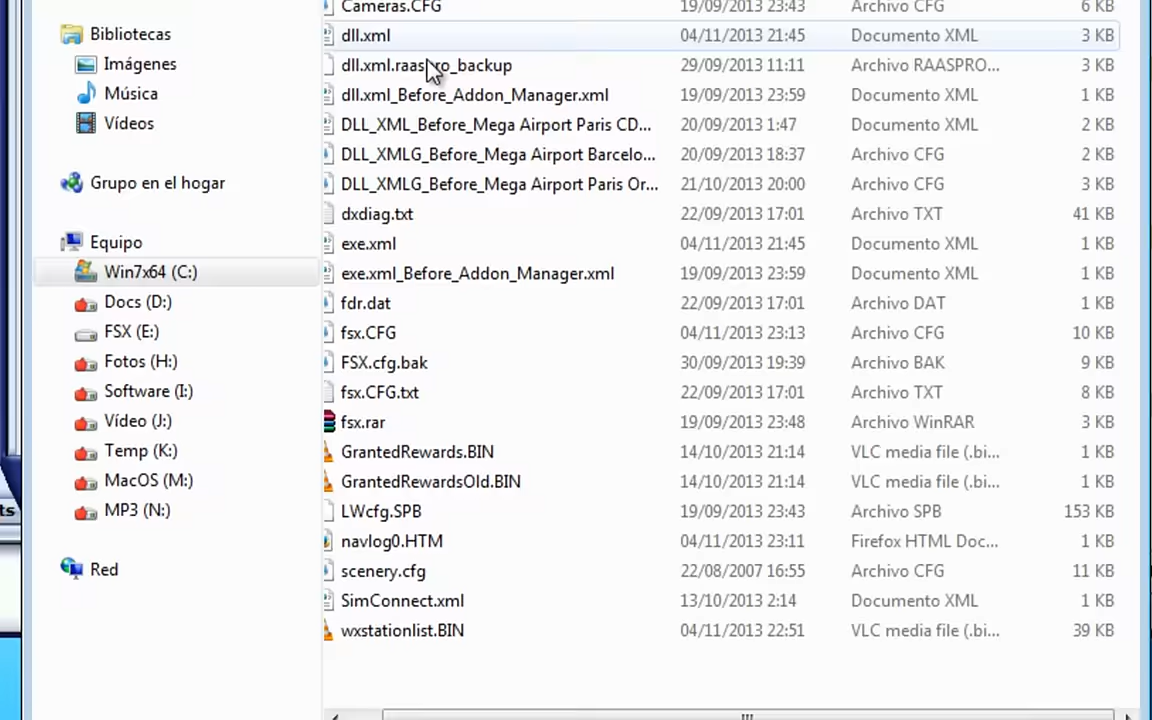 Cameras.CFG 19/09/2013 23:43 Archivo CFG 6 KB
Bibliotecas
dll.xml 04/11/2013 21:45 Documento XML 3 KB
Imágenes
dll.xml.raaspro_backup 29/09/2013 11:11 Archivo RAASPRO... 3 KB
Música
dll.xml_Before_Addon_Manager.xml 19/09/2013 23:59 Documento XML 1 KB
Vídeos
DLL_XML_Before_Mega Airport Paris CD... 20/09/2013 1:47 Documento XML 2 KB
DLL_XMLG_Before_Mega Airport Barcelo... 20/09/2013 18:37 Archivo CFG 2 KB
Grupo en el hogar
DLL_XMLG_Before_Mega Airport Paris Or... 21/10/2013 20:00 Archivo CFG 3 KB
dxdiag.txt 22/09/2013 17:01 Archivo TXT 41 KB
Equipo
exe.xml 04/11/2013 21:45 Documento XML 1 KB
Win7x64 (C:)
exe.xml_Before_Addon_Manager.xml 19/09/2013 23:59 Documento XML 1 KB
Docs (D:)
fdr.dat 22/09/2013 17:01 Archivo DAT 1 KB
FSX (E:)
fsx.CFG 04/11/2013 23:13 Archivo CFG 10 KB
Fotos (H:)
FSX.cfg.bak 30/09/2013 19:39 Archivo BAK 9 KB
Software (I:)
fsx.CFG.txt 22/09/2013 17:01 Archivo TXT 8 KB
Vídeo (J:)
fsx.rar 19/09/2013 23:48 Archivo WinRAR 3 KB
Temp (K:)
GrantedRewards.BIN 14/10/2013 21:14 VLC media file (.bi... 1 KB
MacOS (M:)
GrantedRewardsOld.BIN 14/10/2013 21:14 VLC media file (.bi... 1 KB
MP3 (N:)
ts
LWcfg.SPB 19/09/2013 23:43 Archivo SPB 153 KB
navlog0.HTM 04/11/2013 23:11 Firefox HTML Doc... 1 KB
Red
scenery.cfg 22/08/2007 16:55 Archivo CFG 11 KB
SimConnect.xml 13/10/2013 2:14 Documento XML 1 KB
wxstationlist.BIN 04/11/2013 22:51 VLC media file (.bi... 39 KB